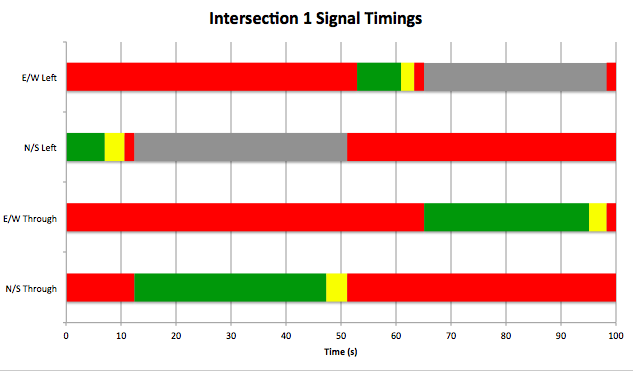 Intersection 1 Signal Timings
E/W Left
N/S Left
E/W Through
N/S Through
0 10 20 30 40 50 60 70 80 90 100
Time (s)